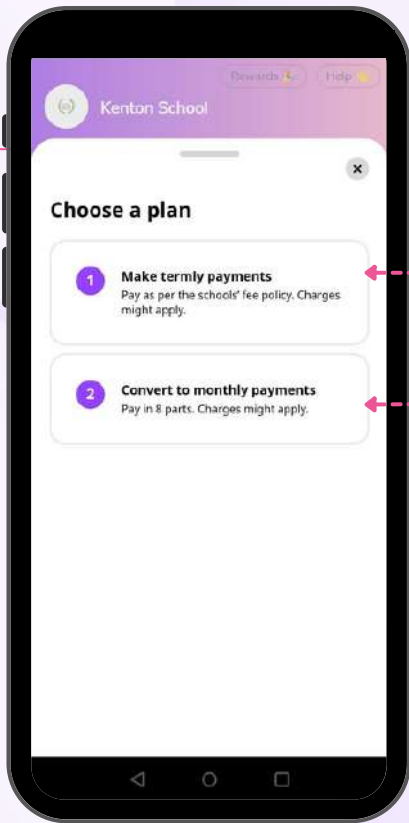 Rewards
Help
Kenton School
Choose a plan
1
Make termly payments
Pay as per the schools' fee policy. Charges
might apply.
2
Convert to monthly payments
Pay in 8 parts. Charges might apply.